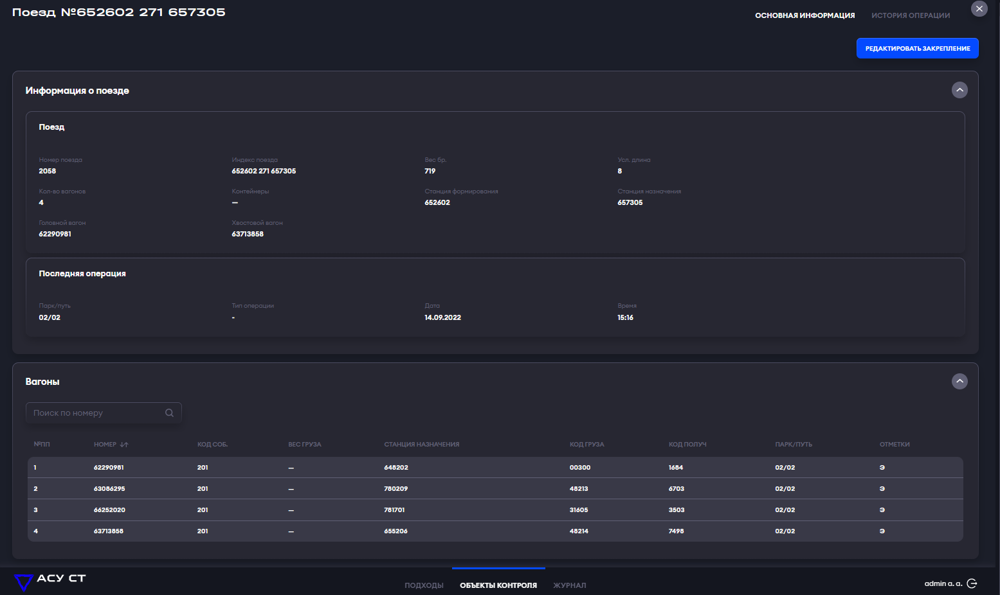 Поезд №652602 271 657305
ОСНОВНАЯ ИНФОРМАЦИЯ ИСТОРИЯ ОПЕРАЦИИ
РЕДАКТИРОВАТЬ ЗАКРЕПЛЕНИЕ
Информация о поезде
Поезд
Номер поезда Индекс поезда Вес бр. Усл. длина
2058 652602 271 657305 719 8
Кол-во вагонов Контейнеры Станция формирования Станция назначения
4 — 652602 657305
Головной вагон Хвостовой вагон
62290981 63713858
Последняя операция
Парк/путь Тип операции Дата Время
02/02 - 14.09.2022 15:16
Вагоны
Поиск по номеру
№ПП НОМЕР КОД СОБ. ВЕС ГРУЗА СТАНЦИЯ НАЗНАЧЕНИЯ КОД ГРУЗА КОД ПОЛУЧ ПАРК/ПУТЬ ОТМЕТКИ
1 62290981 201 — 648202 00300 1684 02/02 Э
2 63086295 201 — 780209 48213 6703 02/02 Э
3 66252020 201 — 781701 31605 3503 02/02 Э
4 63713858 201 — 655206 48214 7498 02/02 Э
АСУ СТ
ПОДХОДЫ ОБЪЕКТЫ КОНТРОЛЯ ЖУРНАЛ
admin a. a.